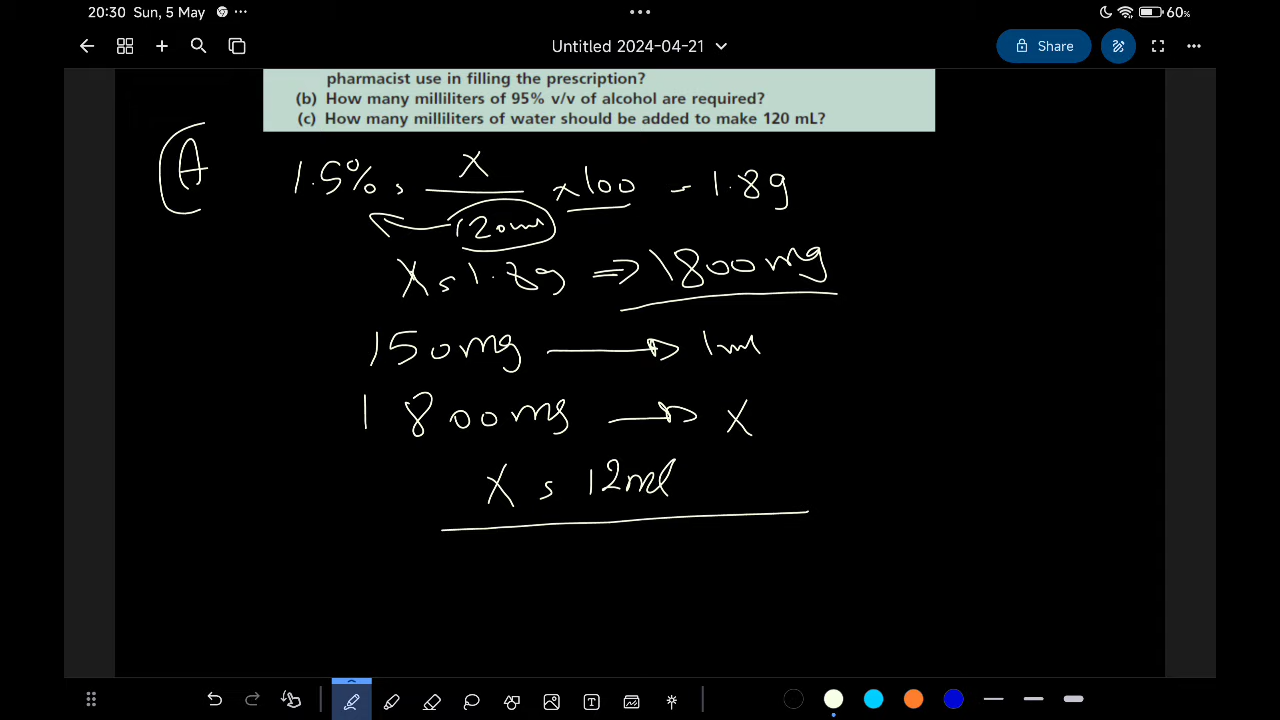 20:30 Sun, 5 May
60%
Untitled 2024-04-21
Share
pharmacist use in filling the prescription?
(b) How many milliliters of 95% v/v of alcohol are required?
(c) How many milliliters of water should be added to make 120 mL?
A
1.5% = x / 120ml × 100 - 1.8g
X = 1.8g ⇒ 1800mg
150mg → 1ml
1800mg → X
X = 12ml